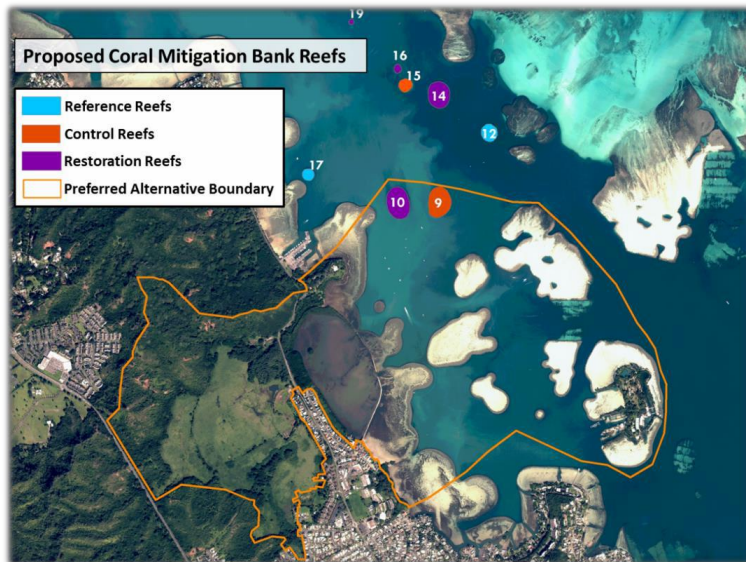 19
Proposed Coral Mitigation Bank Reefs
16
15
14
Reference Reefs
Control Reefs
Restoration Reefs
Preferred Alternative Boundary
12
17
10
9